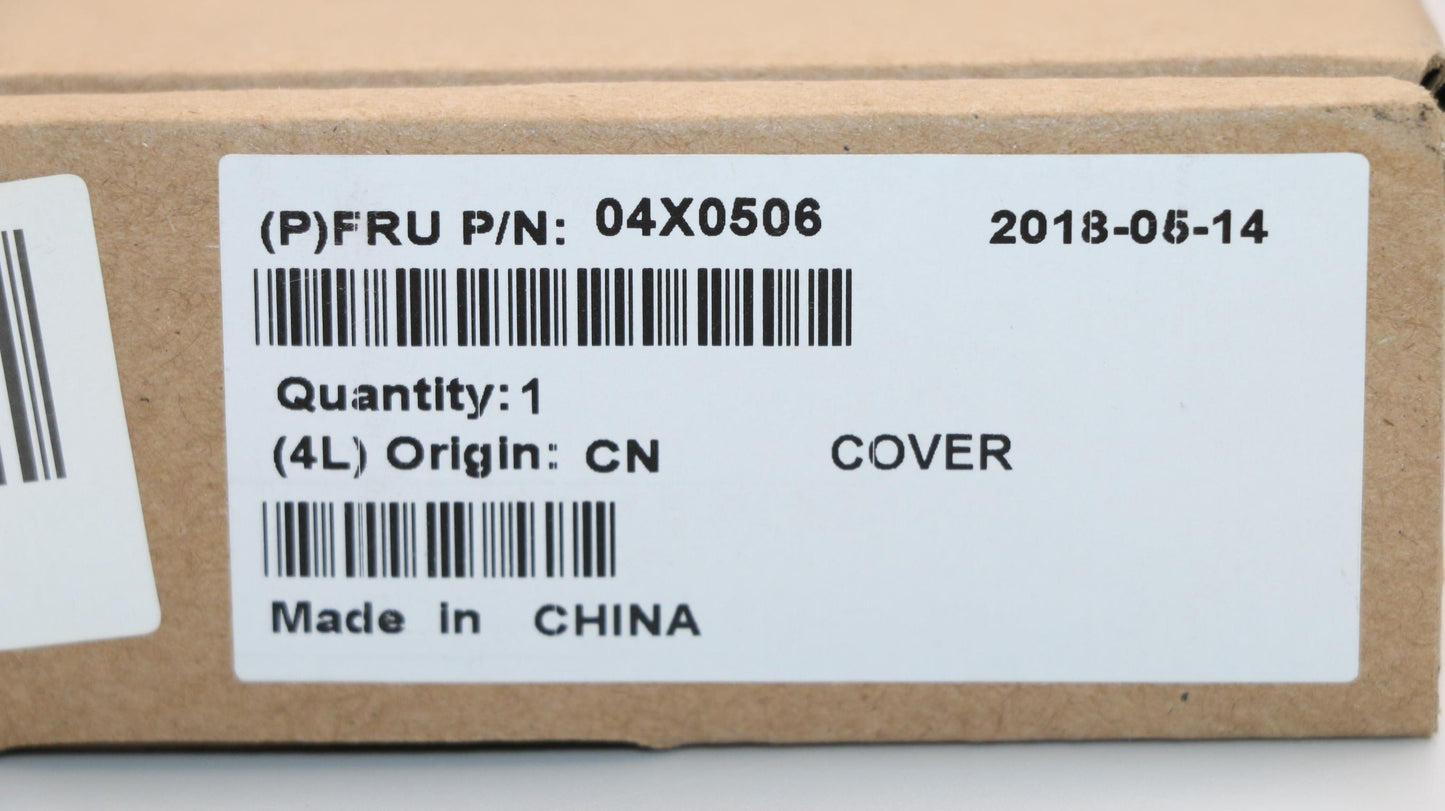 (P)FRU P/N: 04X0506 2018-05-14
Quantity: 1
(4L) Origin: CN COVER
Made in CHINA